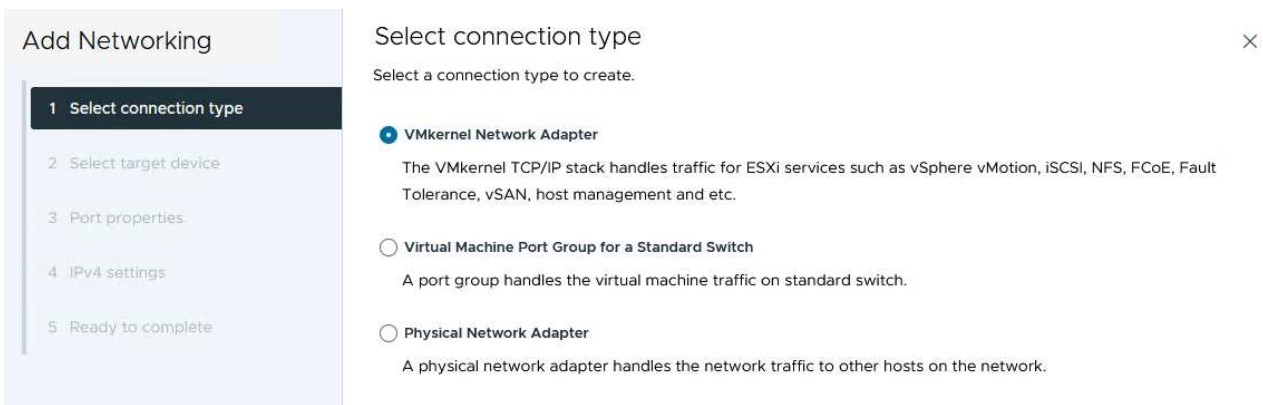 Add Networking
1 Select connection type
2 Select target device
3 Port properties
4 IPv4 settings
5 Ready to complete
Select connection type
Select a connection type to create.
VMkernel Network Adapter
The VMkernel TCP/IP stack handles traffic for ESXi services such as vSphere vMotion, iSCSI, NFS, FCoE, Fault
Tolerance, vSAN, host management and etc.
Virtual Machine Port Group for a Standard Switch
A port group handles the virtual machine traffic on standard switch.
Physical Network Adapter
A physical network adapter handles the network traffic to other hosts on the network.